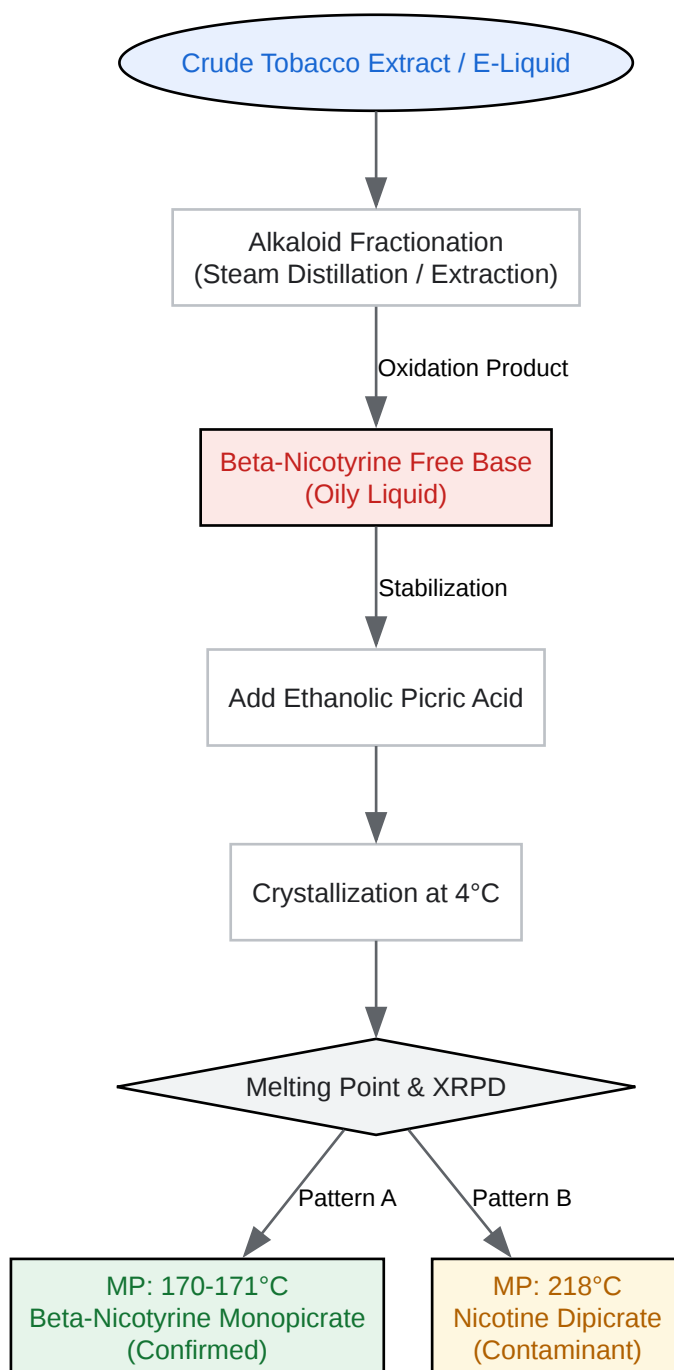 Crude Tobacco Extract / E-Liquid
Alkaloid Fractionation
(Steam Distillation / Extraction)
Oxidation Product
Beta-Nicotyrine Free Base
(Oily Liquid)
Stabilization
Add Ethanolic Picric Acid
Crystallization at 4°C
Melting Point & XRPD
Pattern A
Pattern B
MP: 170-171°C
Beta-Nicotyrine Monopicrate
(Confirmed)
MP: 218°C
Nicotine Dipicrate
(Contaminant)